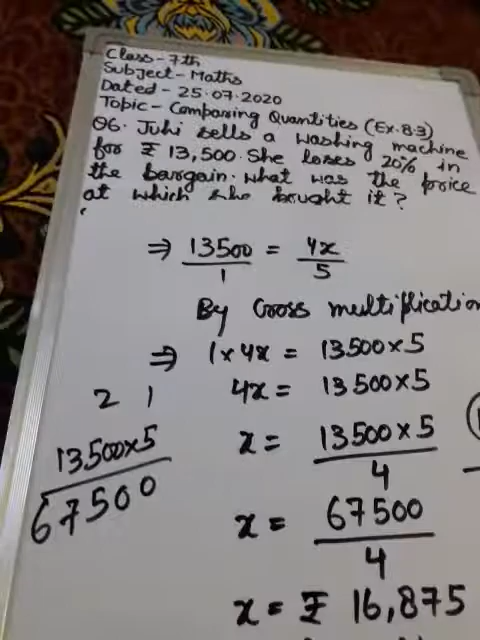 Class-7th
Subject-Maths
Dated-25.07.2020
Topic-Comparing Quantities (Ex.8.3)
Q6. Juhi sells a washing machine
for ₹ 13,500. She loses 20% in
the bargain. what was the price
at which she bought it?
⇒ 13500/1 = 4x/5
By Cross multiplication
⇒ 1×4x = 13500×5
4x = 13500×5
x = 13500×5/4
2 1
13500×5
67500
x = 67500/4
x = ₹ 16,875